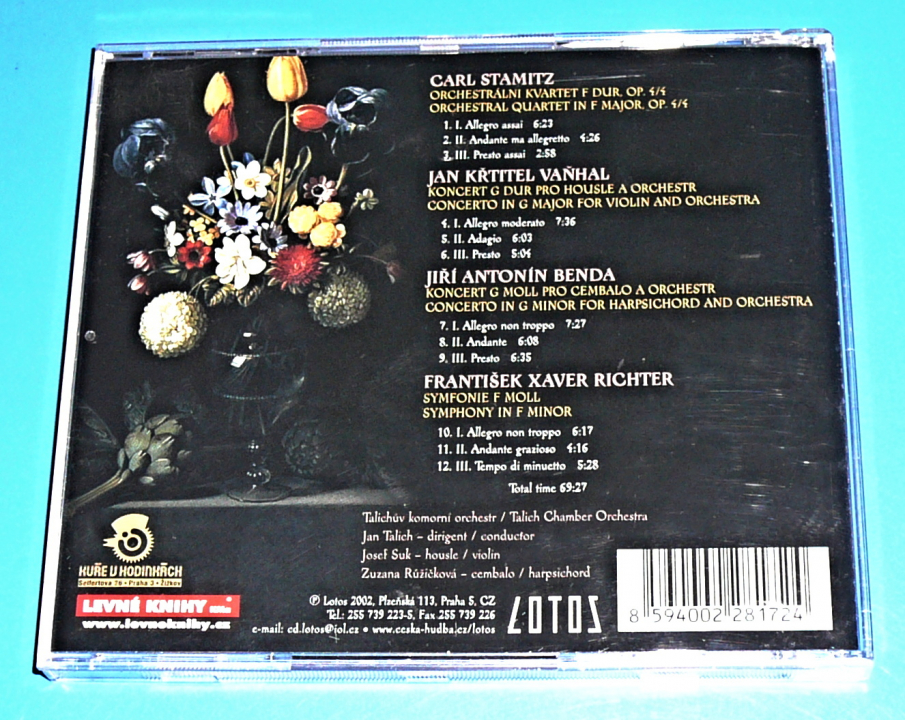 CARL STAMITZ
ORCHESTRÁLNÍ KVARTET F DUR, OP. 4/4
ORCHESTRAL QUARTET IN F MAJOR, OP. 4/4
1. I. Allegro assai 6:23
2. II. Andante ma allegretto 4:26
3. III. Presto assai 2:58
JAN KŘTITEL VAŇHAL
KONCERT G DUR PRO HOUSLE A ORCHESTR
CONCERTO IN G MAJOR FOR VIOLIN AND ORCHESTRA
4. I. Allegro moderato 7:36
5. II. Adagio 6:03
6. III. Presto 5:04
JIŘÍ ANTONÍN BENDA
KONCERT G MOLL PRO CEMBALO A ORCHESTR
CONCERTO IN G MINOR FOR HARPSICHORD AND ORCHESTRA
7. I. Allegro non troppo 7:27
8. II. Andante 6:08
9. III. Presto 6:35
FRANTIŠEK XAVER RICHTER
SYMFONIE F MOLL
SYMPHONY IN F MINOR
10. I. Allegro non troppo 6:17
11. II. Andante grazioso 4:16
12. III. Tempo di minuetto 5:28
Total time 69:27
Talichův komorní orchestr / Talich Chamber Orchestra
Jan Talich – dirigent / conductor
Josef Suk – housle / violin
Zuzana Růžičková – cembalo / harpsichord
KUŘE V HODINKÁCH
Seifertova 76 • Praha 3 • Žižkov
LEVNÉ KNIHY
www.levneknihy.cz
℗ Lotos 2002, Plzeňská 113, Praha 5, CZ
Tel.: 255 739 223-5, Fax 255 739 226
e-mail: cd.lotos@jol.cz • www.ceska-hudba.cz/lotos
LOTOS
8 594002 281724